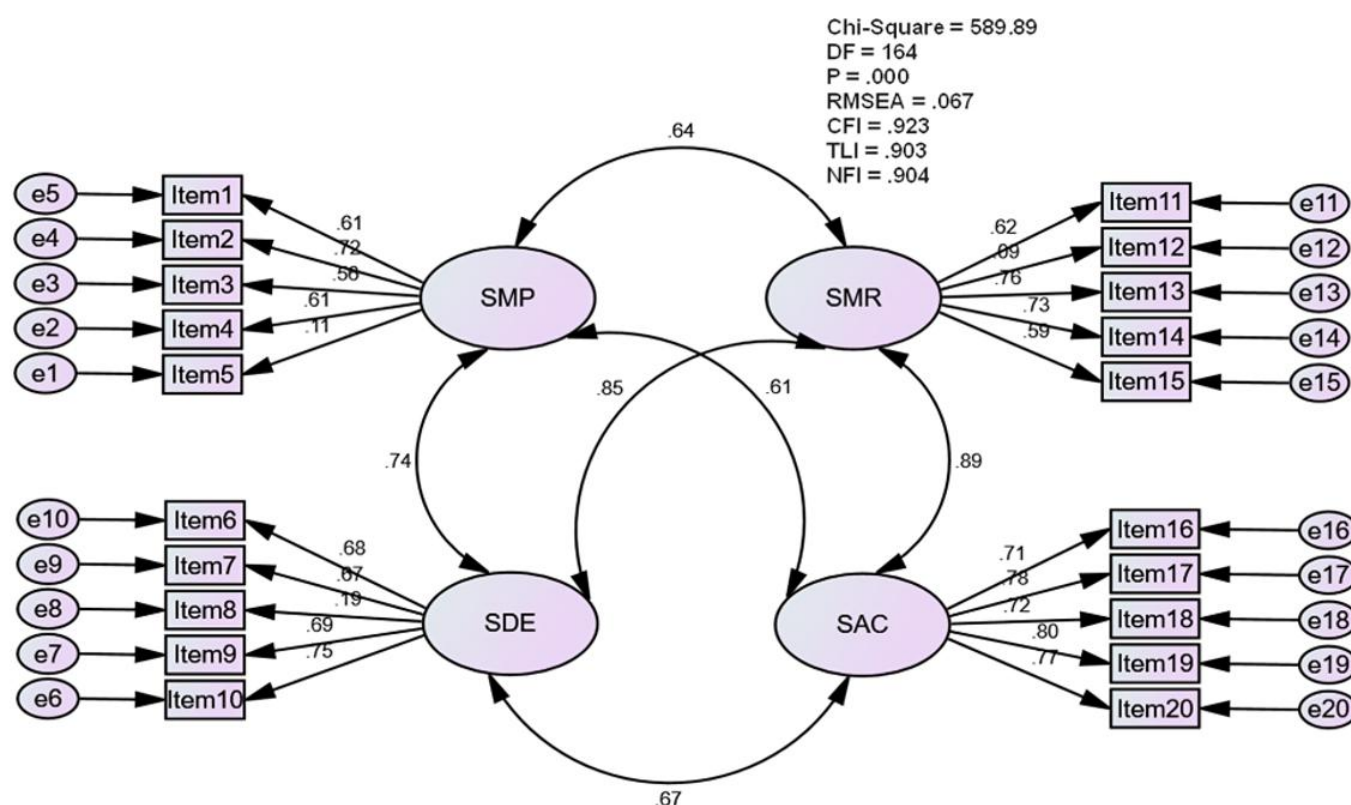 Chi-Square = 589.89
DF = 164
P = .000
RMSEA = .067
CFI = .923
TLI = .903
NFI = .904
.64
e5 Item1
e4 Item2
e3 Item3
e2 Item4
e1 Item5
.61
.72
.58
.61
.11
SMP
SMR
.62
.09
.76
.73
.59
Item11 e11
Item12 e12
Item13 e13
Item14 e14
Item15 e15
.85
.61
.74
.89
e10 Item6
e9 Item7
e8 Item8
e7 Item9
e6 Item10
.68
.67
.19
.69
.75
SDE
SAC
.71
.78
.72
.80
.77
Item16 e16
Item17 e17
Item18 e18
Item19 e19
Item20 e20
.67